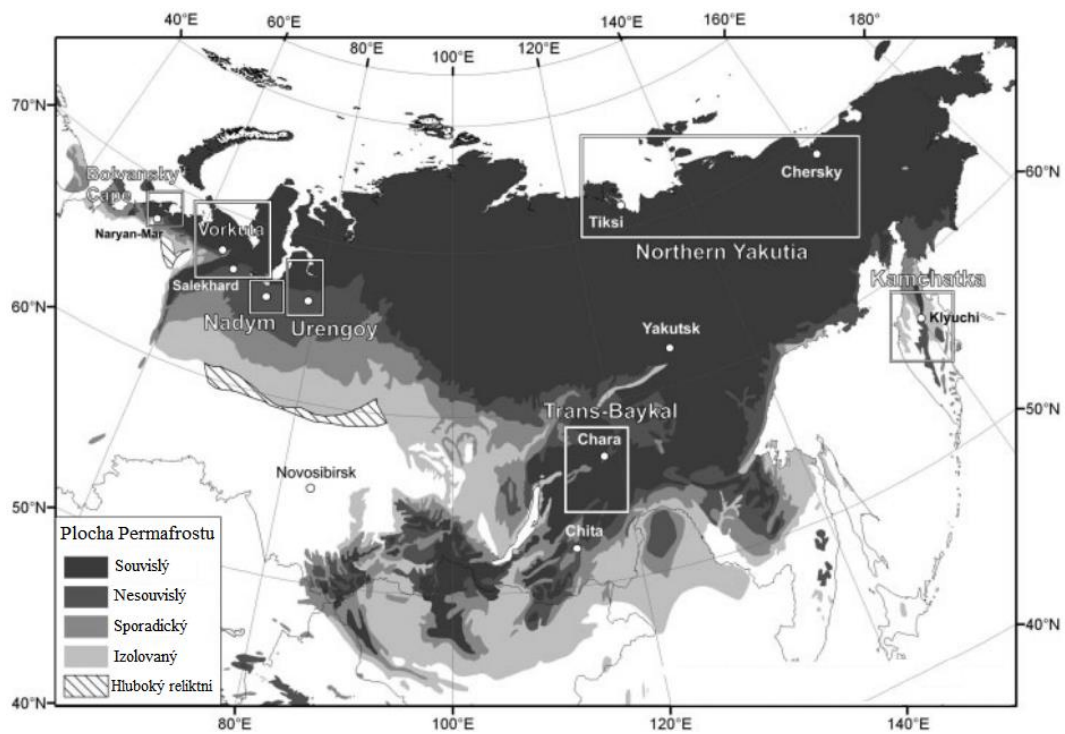 40°E 60°E 80°E 100°E 120°E 140°E 160°E 180°
70°N
60°N
50°N
40°N
60°N
50°N
40°N
80°E 100°E 120°E 140°E
Bolvansky
Cape
Naryan-Mar
Vorkuta
Salekhard
Nadym
Urengoy
Chersky
Tiksi
Northern Yakutia
Kamchatka
Klyuchi
Yakutsk
Trans-Baykal
Chara
Chita
Novosibirsk
Plocha Permafrostu
Souvislý
Nesouvislý
Sporadický
Izolovaný
Hluboký reliktní